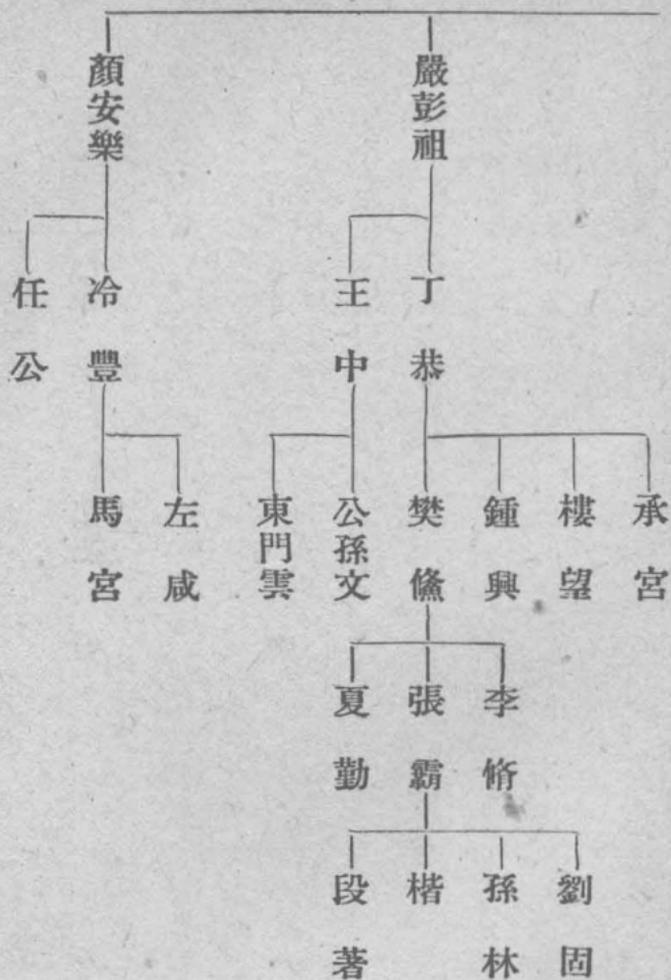 嚴彭祖
顏安樂
丁恭
王中
冷豐
任公
承宮
樓望
鍾興
樊鯈
公孫文
東門雲
左咸
馬宮
李脩
張霸
夏勤
劉固
孫林
楷
段著